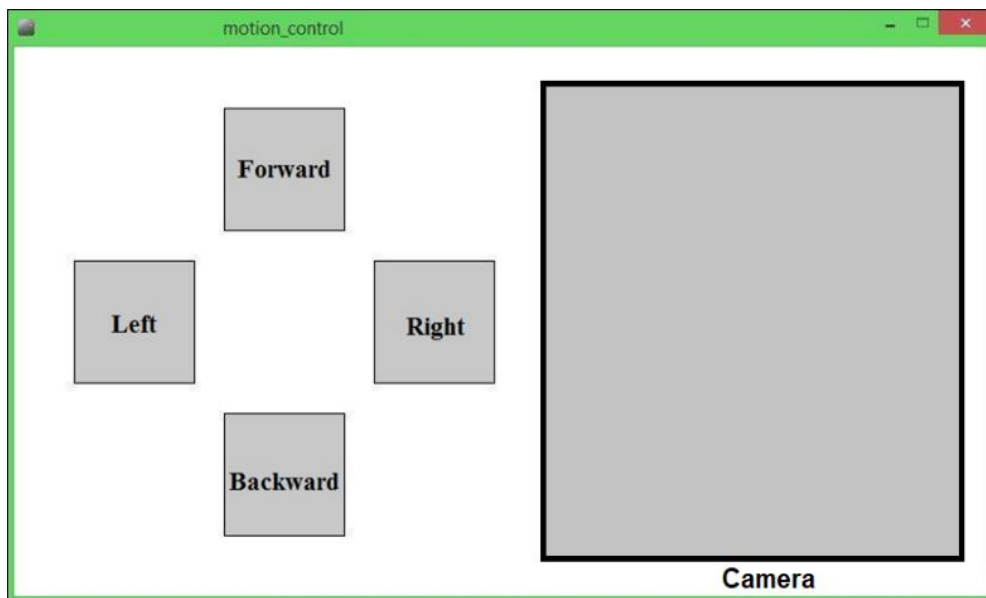 motion_control
Forward
Left
Right
Backward
Camera